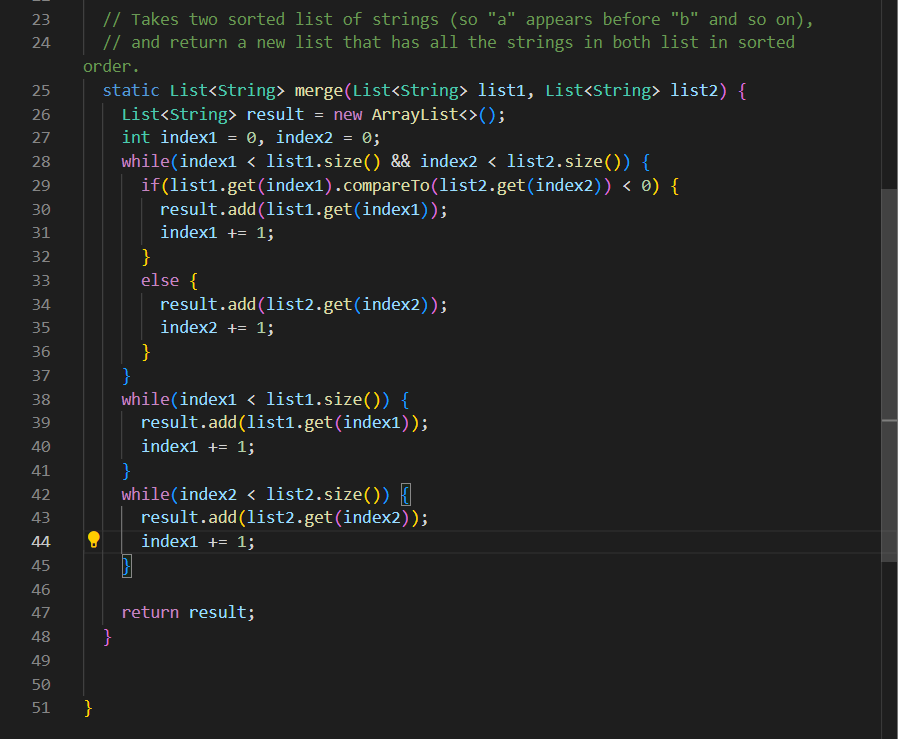 23 // Takes two sorted list of strings (so "a" appears before "b" and so on),
24 // and return a new list that has all the strings in both list in sorted
order.
25 static List<String> merge(List<String> list1, List<String> list2) {
26 List<String> result = new ArrayList<>();
27 int index1 = 0, index2 = 0;
28 while(index1 < list1.size() && index2 < list2.size()) {
29 if(list1.get(index1).compareTo(list2.get(index2)) < 0) {
30 result.add(list1.get(index1));
31 index1 += 1;
32 }
33 else {
34 result.add(list2.get(index2));
35 index2 += 1;
36 }
37 }
38 while(index1 < list1.size()) {
39 result.add(list1.get(index1));
40 index1 += 1;
41 }
42 while(index2 < list2.size()) {
43 result.add(list2.get(index2));
44 index1 += 1;
45 }
46
47 return result;
48 }
49
50
51 }